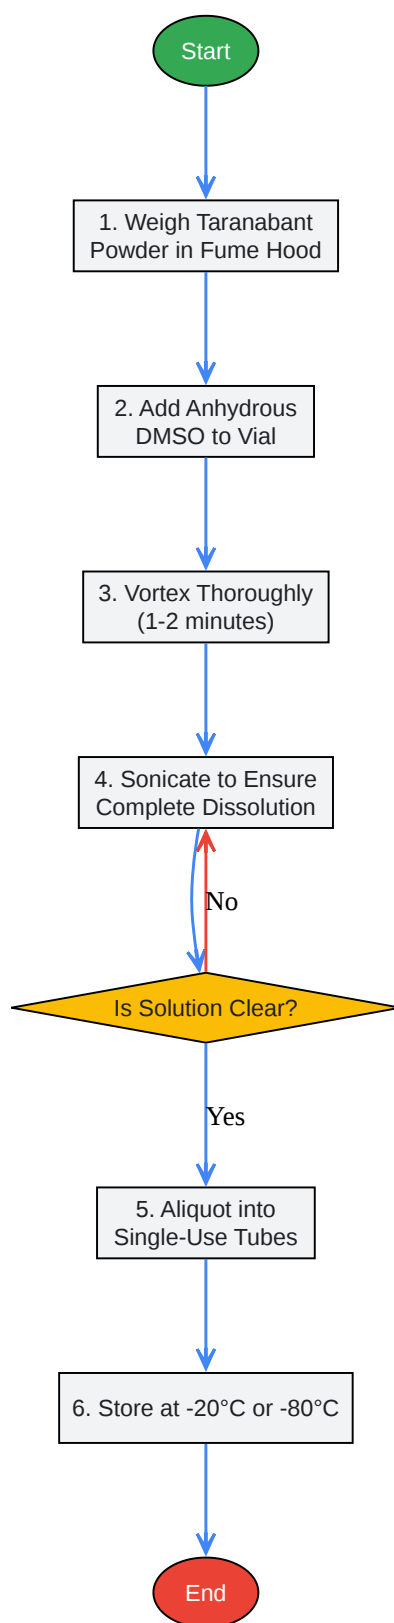 Start
1. Weigh Taranabant
Powder in Fume Hood
2. Add Anhydrous
DMSO to Vial
3. Vortex Thoroughly
(1-2 minutes)
4. Sonicate to Ensure
Complete Dissolution
No
Is Solution Clear?
Yes
5. Aliquot into
Single-Use Tubes
6. Store at -20°C or -80°C
End